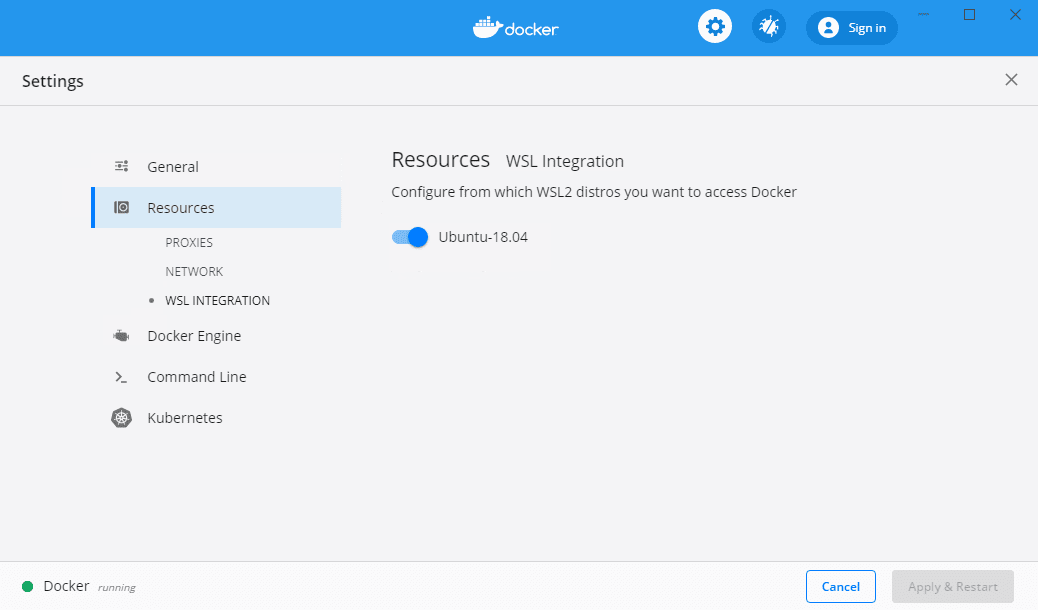 docker
Sign in
Settings
General
Resources
PROXIES
NETWORK
WSL INTEGRATION
Docker Engine
Command Line
Kubernetes
Resources WSL Integration
Configure from which WSL2 distros you want to access Docker
Ubuntu-18.04
Docker running
Cancel
Apply & Restart